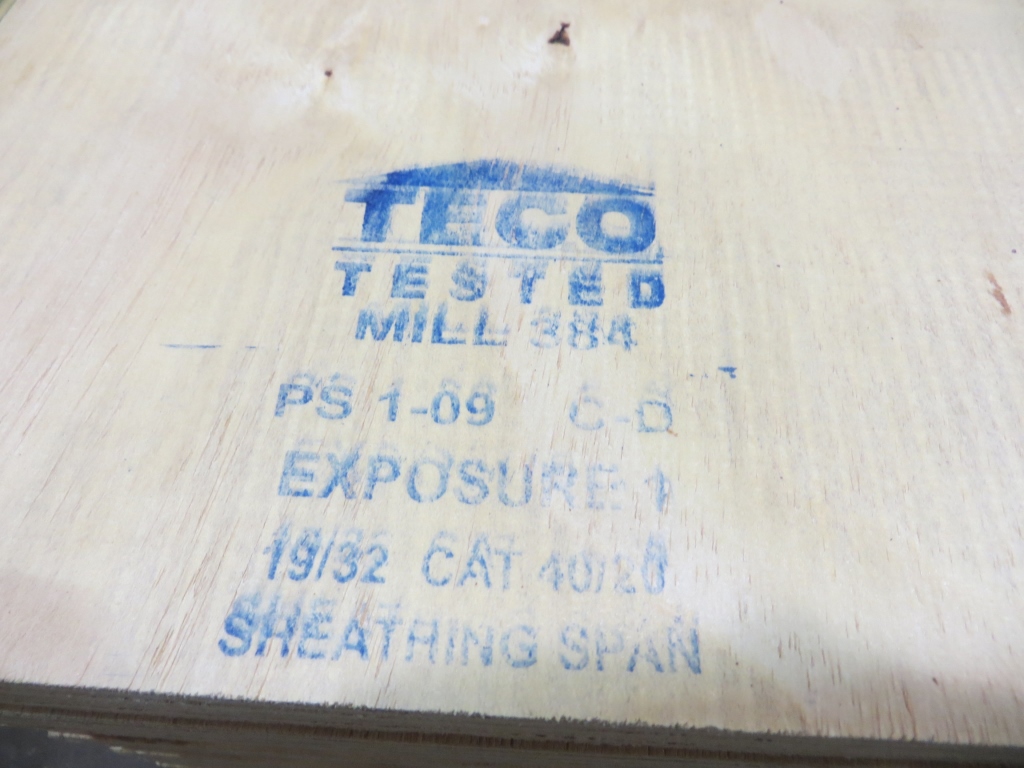 TECO
TESTED
MILL 384
PS 1-09 C-D
EXPOSURE 1
19/32 CAT 40/20
SHEATHING SPAN